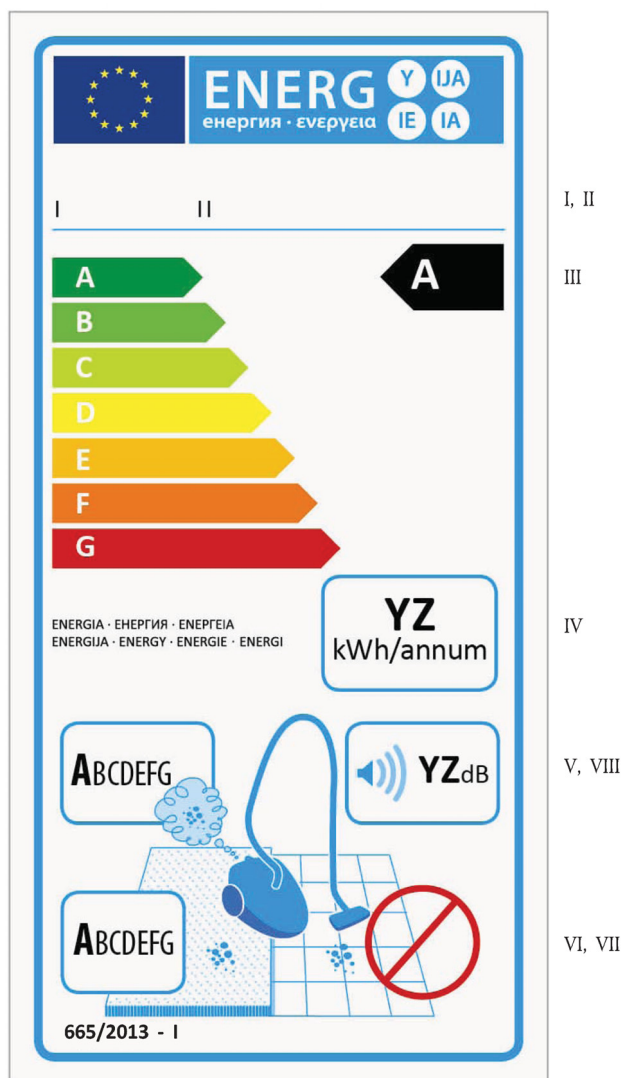 ENERG Y IJA
енергия · ενεργεια IE IA
I II
I, II
A
A
III
B
C
D
E
F
G
YZ
kWh/annum
IV
ENERGIA · ЕНЕРГИЯ · ΕΝΕΡΓΕΙΑ
ENERGIJA · ENERGY · ENERGIE · ENERGI
ABCDEFG
YZdB
V, VIII
ABCDEFG
VI, VII
665/2013 - I